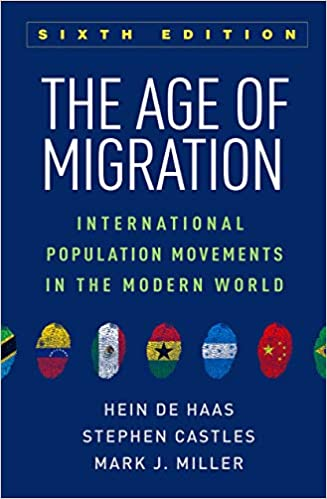 SIXTH EDITION
THE AGE OF
MIGRATION
INTERNATIONAL
POPULATION MOVEMENTS
IN THE MODERN WORLD
HEIN DE HAAS
STEPHEN CASTLES
MARK J. MILLER